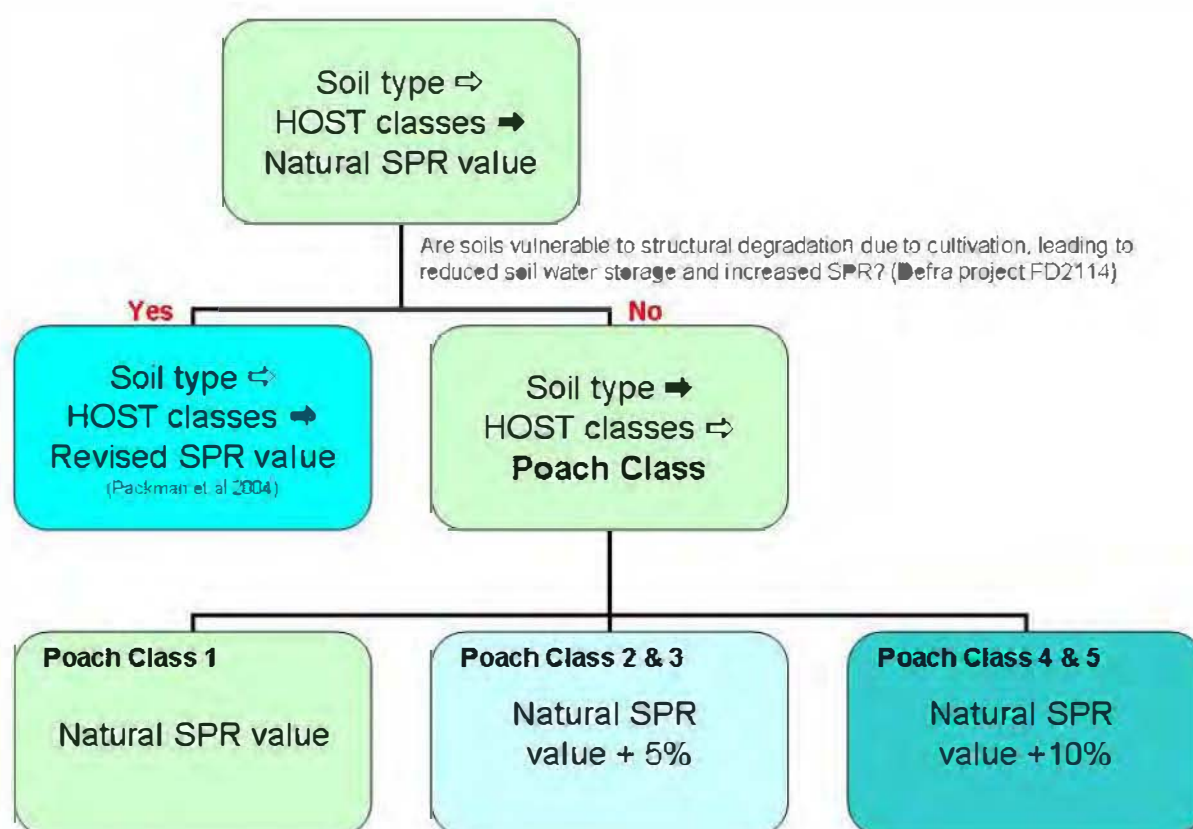 Soil type ⇨
HOST classes ➡
Natural SPR value
Are soils vulnerable to structural degradation due to cultivation, leading to
reduced soil water storage and increased SPR? (Defra project FD2114)
Yes
No
Soil type ⇨
HOST classes ➡
Revised SPR value
(Packman et al 2004)
Soil type ➡
HOST classes ⇨
Poach Class
Poach Class 1
Natural SPR value
Poach Class 2 & 3
Natural SPR
value + 5%
Poach Class 4 & 5
Natural SPR
value +10%